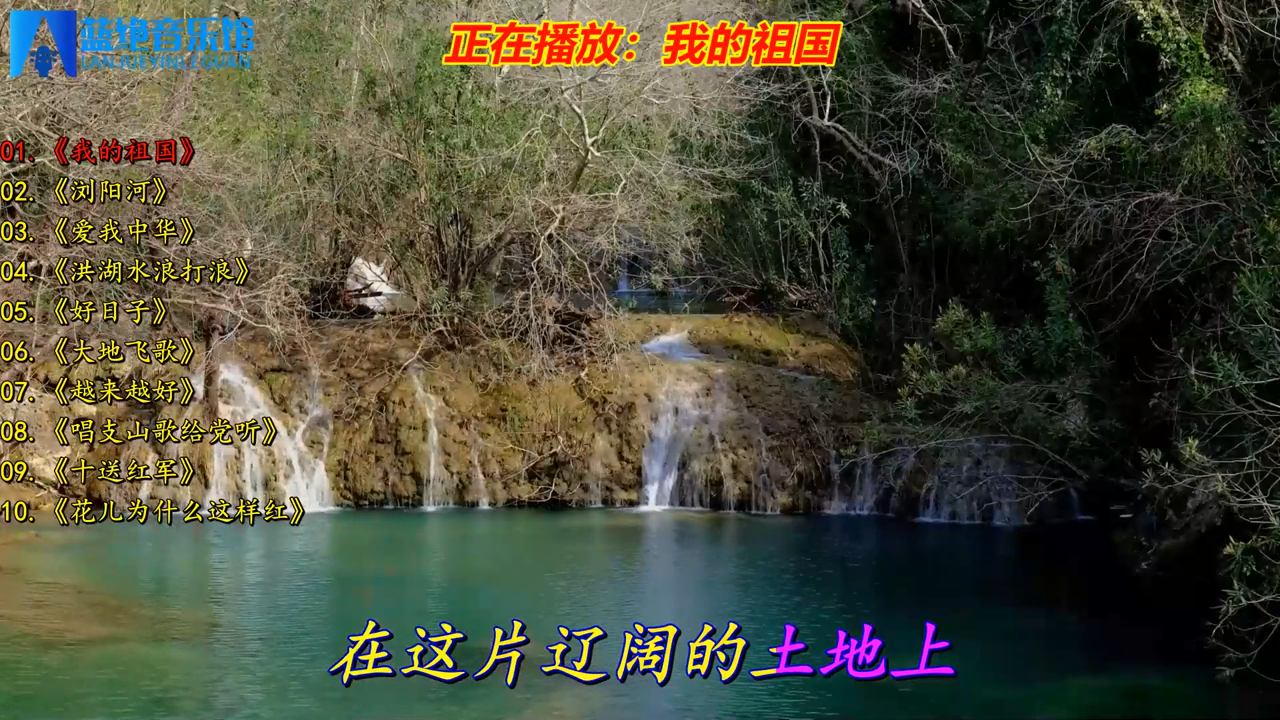 蓝绝音乐馆
LANJUEYINLEGUAN
正在播放：我的祖国
01.《我的祖国》
02.《浏阳河》
03.《爱我中华》
04.《洪湖水浪打浪》
05.《好日子》
06.《大地飞歌》
07.《越来越好》
08.《唱支山歌给党听》
09.《十送红军》
10.《花儿为什么这样红》
在这片辽阔的土地上